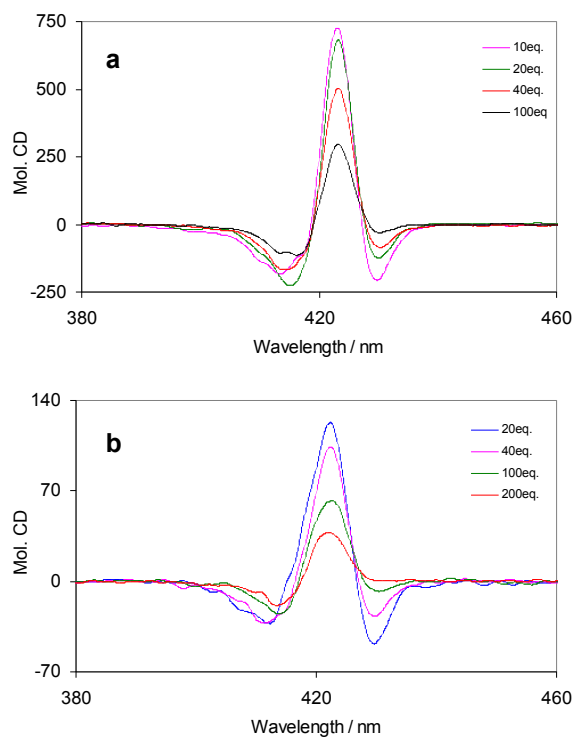 750
a
10eq.
20eq.
500
40eq.
100eq
Mol. CD
250
0
-250
380
420
460
Wavelength / nm
140
b
20eq.
40eq.
100eq.
200eq.
70
Mol. CD
0
-70
380
420
460
Wavelength / nm